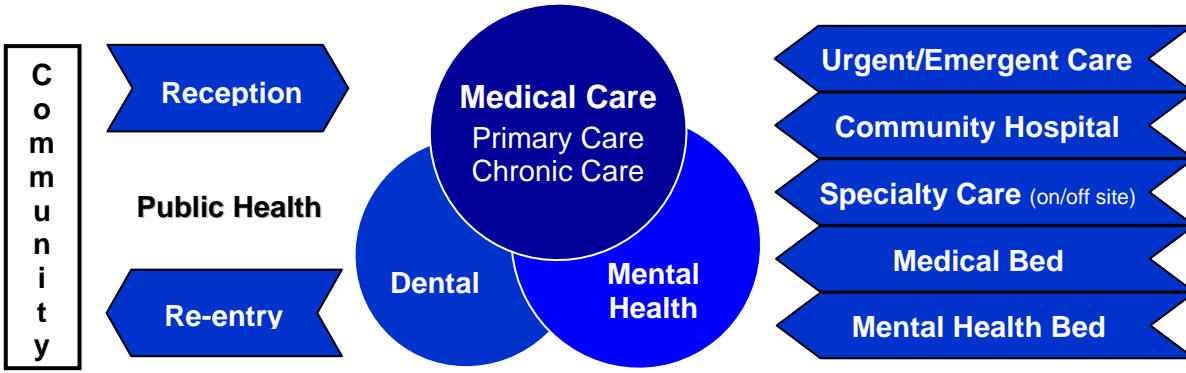 Community
Reception
Public Health
Re-entry
Medical Care
Primary Care
Chronic Care
Dental
Mental
Health
Urgent/Emergent Care
Community Hospital
Specialty Care (on/off site)
Medical Bed
Mental Health Bed